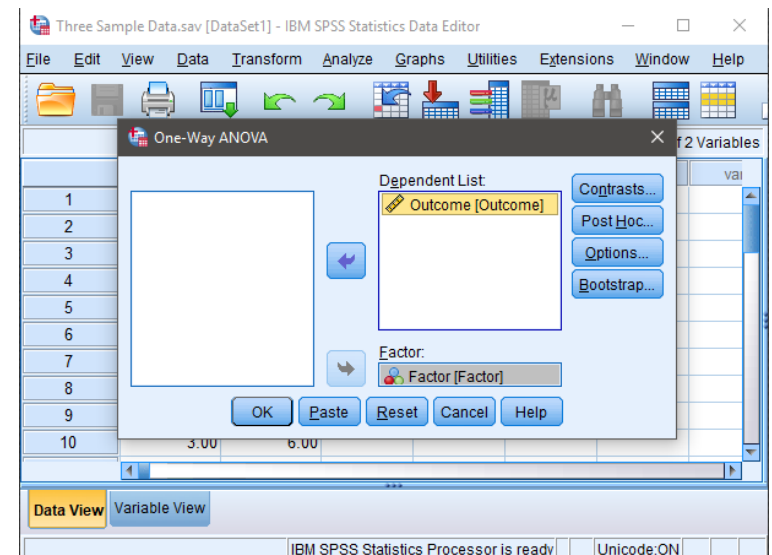 Three Sample Data.sav [DataSet1] - IBM SPSS Statistics Data Editor
File Edit View Data Transform Analyze Graphs Utilities Extensions Window Help
One-Way ANOVA
2 Variables
var
1
2
3
4
5
6
7
8
9
10 3.00 6.00
Dependent List:
Outcome [Outcome]
Contrasts...
Post Hoc...
Options...
Bootstrap...
Factor:
Factor [Factor]
OK Paste Reset Cancel Help
Data View Variable View
IBM SPSS Statistics Processor is ready Unicode:ON